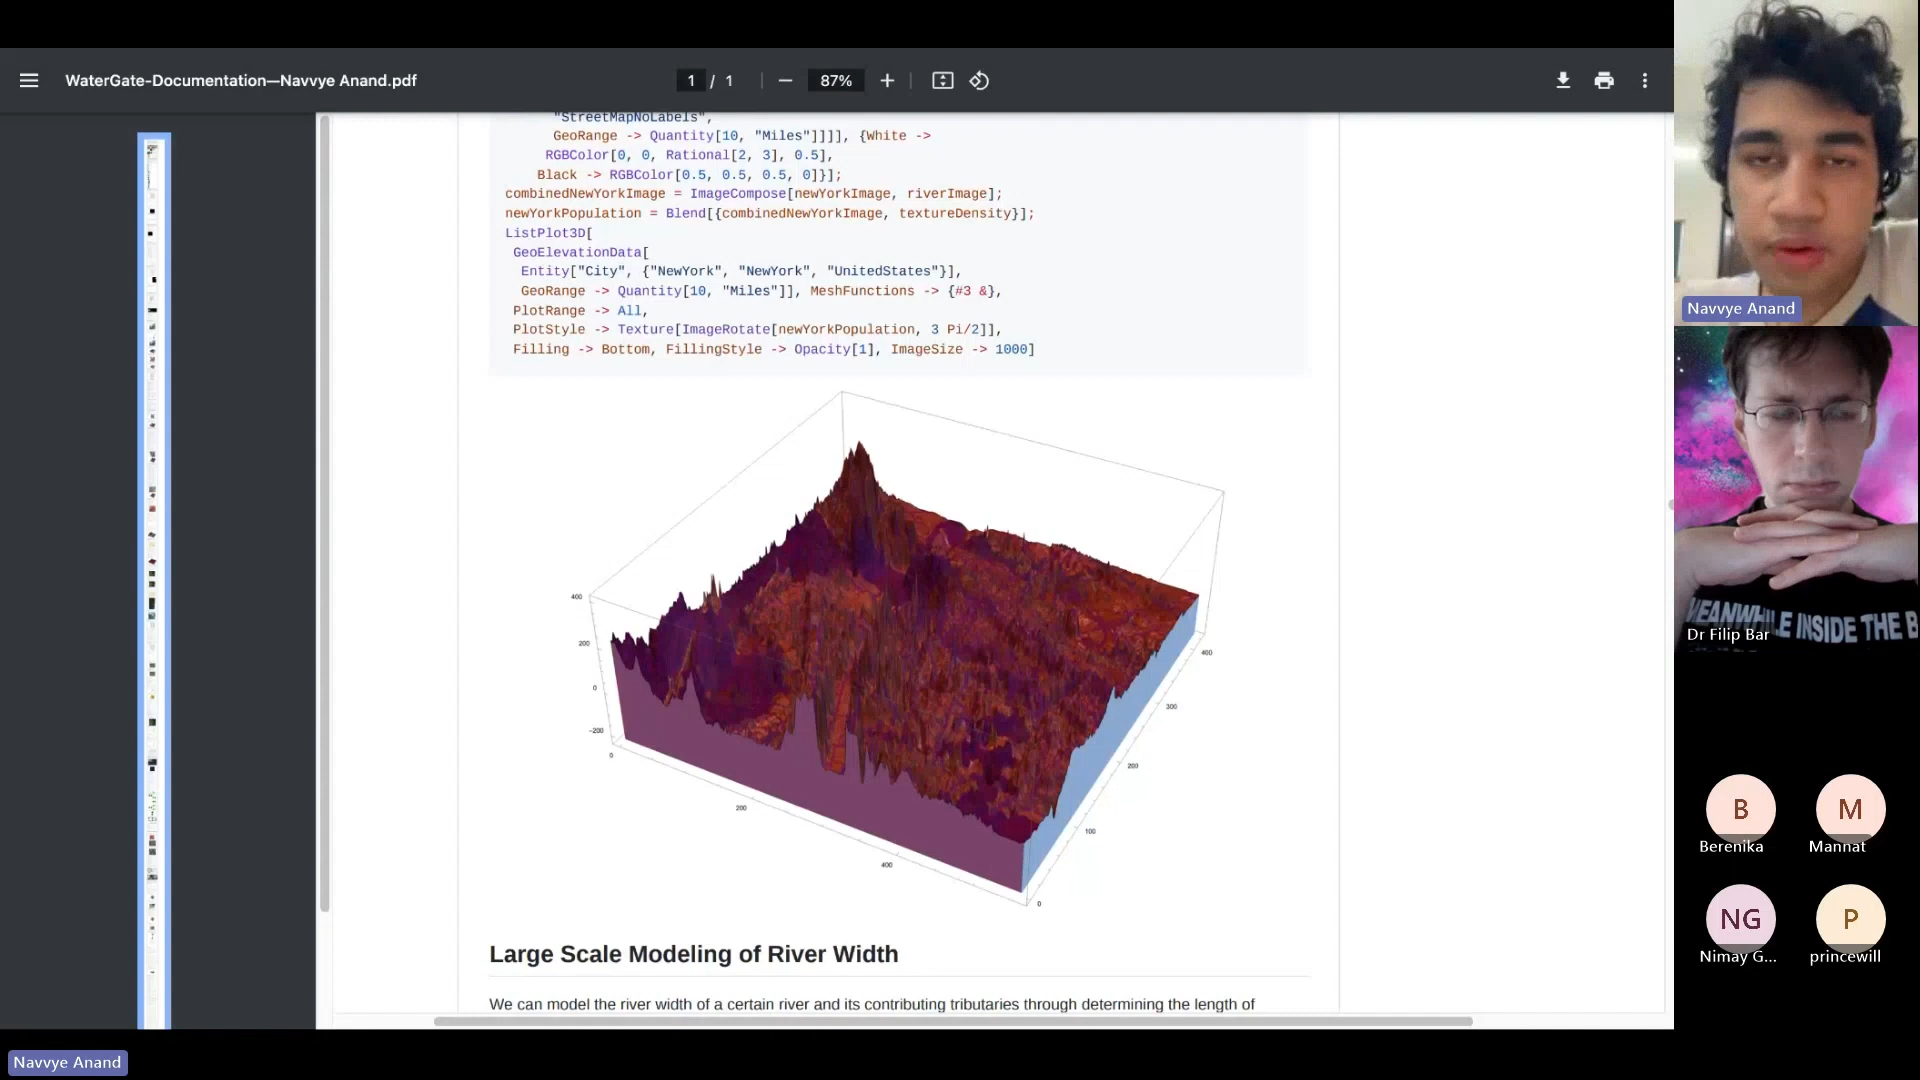 WaterGate-Documentation—Navvye Anand.pdf
1 / 1
87%
"StreetMapNoLabels",
GeoRange -> Quantity[10, "Miles"]]]], {White ->
RGBColor[0, 0, Rational[2, 3], 0.5],
Black -> RGBColor[0.5, 0.5, 0.5, 0]}];
combinedNewYorkImage = ImageCompose[newYorkImage, riverImage];
newYorkPopulation = Blend[{combinedNewYorkImage, textureDensity}];
ListPlot3D[
GeoElevationData[
Entity["City", {"NewYork", "NewYork", "UnitedStates"}],
GeoRange -> Quantity[10, "Miles"]], MeshFunctions -> {#3 &},
PlotRange -> All,
PlotStyle -> Texture[ImageRotate[newYorkPopulation, 3 Pi/2]],
Filling -> Bottom, FillingStyle -> Opacity[1], ImageSize -> 1000]
400
200
0
-200
0
200
400
0
100
200
300
400
Large Scale Modeling of River Width
We can model the river width of a certain river and its contributing tributaries through determining the length of
Navvye Anand
MEANWHILE INSIDE THE B
Dr Filip Bar
B
Berenika
M
Mannat
NG
Nimay G...
P
princewill
Navvye Anand